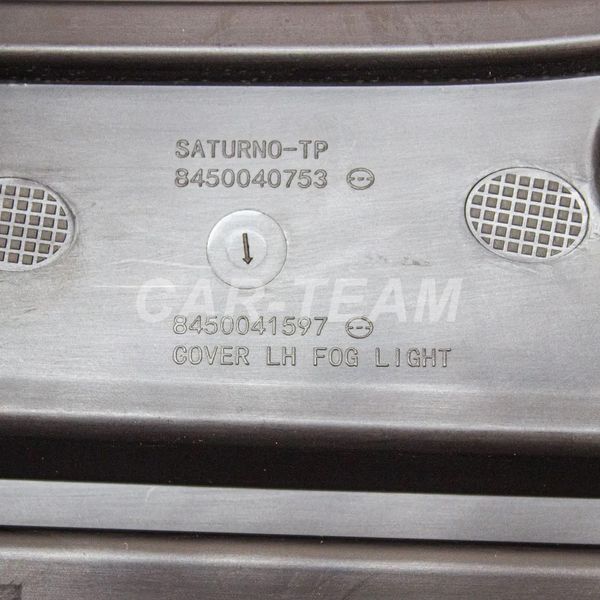 SATURNO-TP
8450040753
CAR-TEAM
8450041597
COVER LH FOG LIGHT